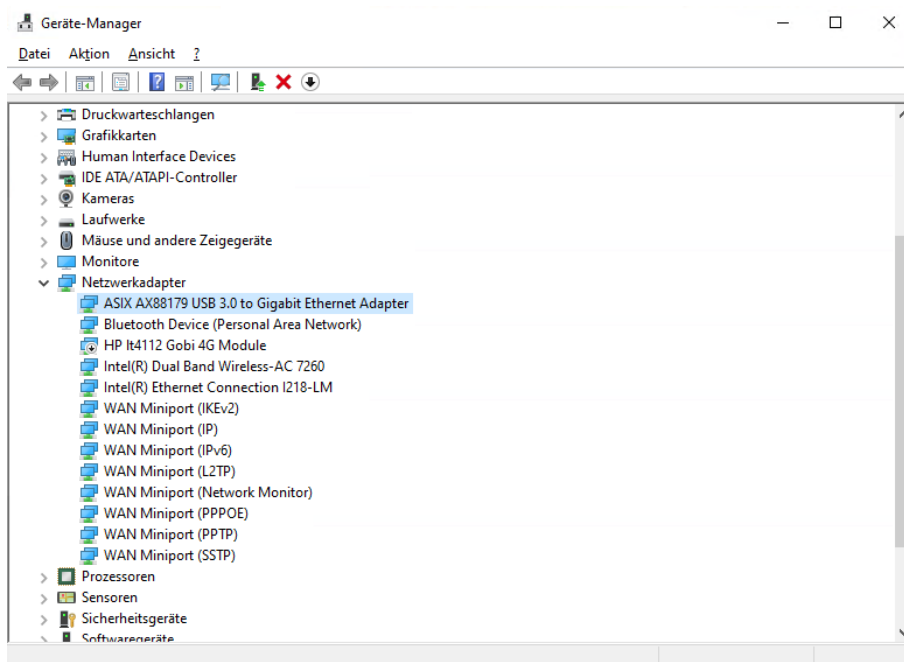 Geräte-Manager
Datei Aktion Ansicht ?
Druckwarteschlangen
Grafikkarten
Human Interface Devices
IDE ATA/ATAPI-Controller
Kameras
Laufwerke
Mäuse und andere Zeigegeräte
Monitore
Netzwerkadapter
ASIX AX88179 USB 3.0 to Gigabit Ethernet Adapter
Bluetooth Device (Personal Area Network)
HP lt4112 Gobi 4G Module
Intel(R) Dual Band Wireless-AC 7260
Intel(R) Ethernet Connection I218-LM
WAN Miniport (IKEv2)
WAN Miniport (IP)
WAN Miniport (IPv6)
WAN Miniport (L2TP)
WAN Miniport (Network Monitor)
WAN Miniport (PPPOE)
WAN Miniport (PPTP)
WAN Miniport (SSTP)
Prozessoren
Sensoren
Sicherheitsgeräte
Softwaregeräte